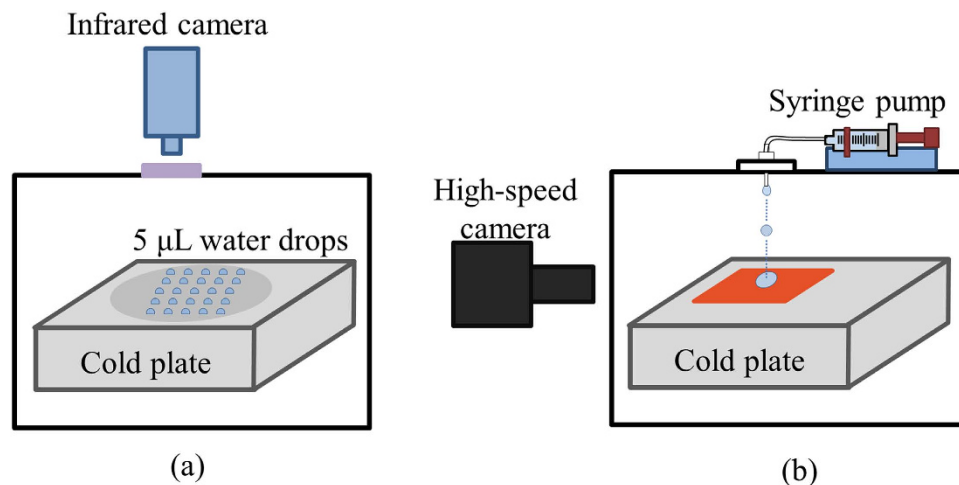 Infrared camera
5 μL water drops
Cold plate
(a)
Syringe pump
High-speed
camera
Cold plate
(b)